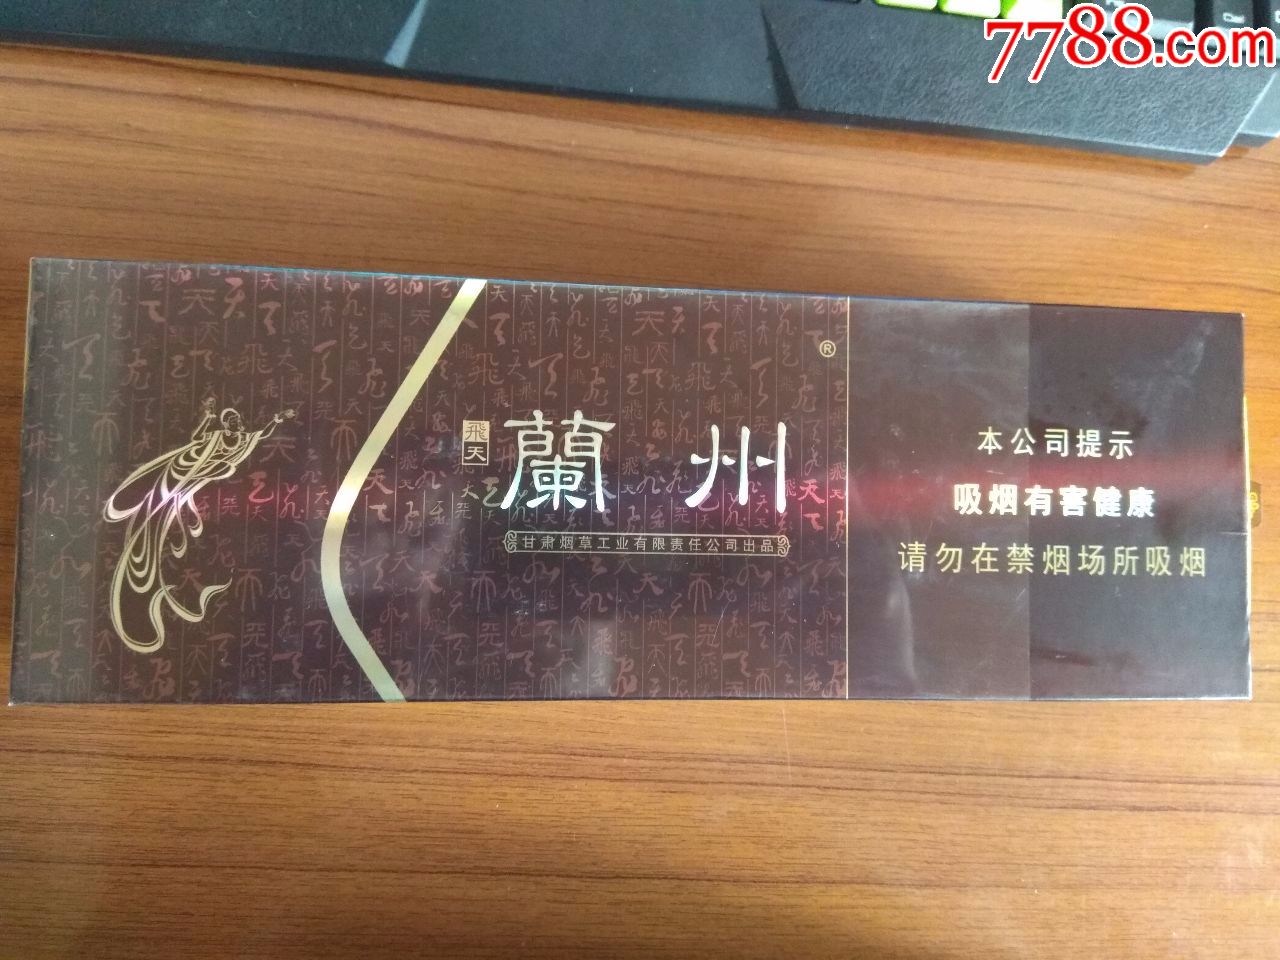 7788.com
®
飛天
蘭州
甘肃烟草工业有限责任公司出品
本公司提示
吸烟有害健康
请勿在禁烟场所吸烟